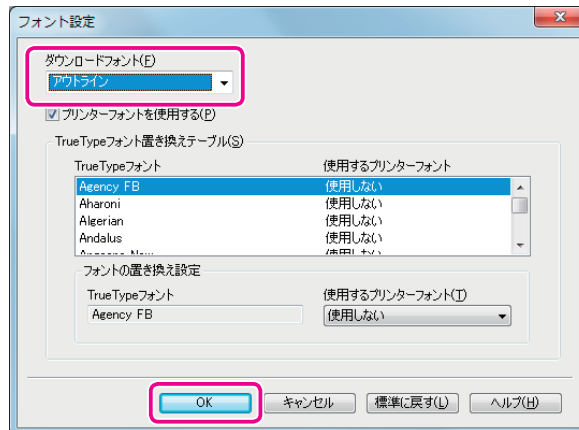 フォント設定
ダウンロードフォント(F)
アウトライン
プリンターフォントを使用する(P)
TrueTypeフォント置き換えテーブル(S)
TrueTypeフォント 使用するプリンターフォント
Agency FB 使用しない
Aharoni 使用しない
Algerian 使用しない
Andalus 使用しない
フォントの置き換え設定
TrueTypeフォント 使用するプリンターフォント(T)
Agency FB 使用しない
OK キャンセル 標準に戻す(L) ヘルプ(H)